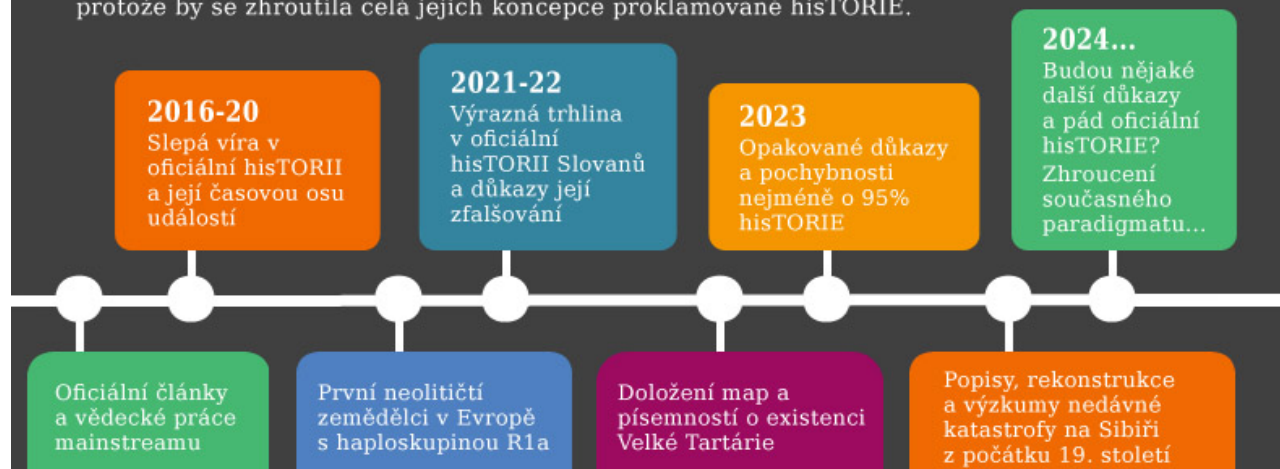 protože by se zhroutila celá jejich koncepce proklamované hisTORIE.
2016-20
Slepá víra v
oficiální hisTORII
a její časovou osu
událostí
2021-22
Výrazná trhlina
v oficiální
hisTORII Slovanů
a důkazy její
zfalšování
2023
Opakované důkazy
a pochybnosti
nejméně o 95%
hisTORIE
2024...
Budou nějaké
další důkazy
a pád oficiální
hisTORIE?
Zhroucení
současného
paradigmatu...
Oficiální články
a vědecké práce
mainstreamu
První neolitičtí
zemědělci v Evropě
s haploskupinou R1a
Doložení map a
písemností o existenci
Velké Tartárie
Popisy, rekonstrukce
a výzkumy nedávné
katastrofy na Sibiři
z počátku 19. století